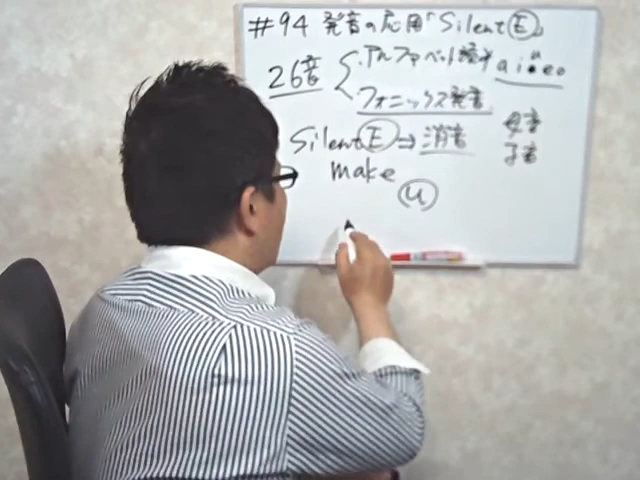 #94 発音の応用「Silent E」
26音
・アルファベット読み a i u e o
・フォニックス発音
Silent E ⇒ 消音
母音
子音
make
u